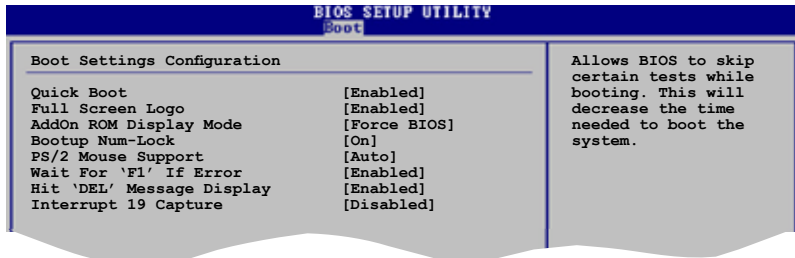 BIOS SETUP UTILITY
Boot
Boot Settings Configuration
Quick Boot [Enabled]
Full Screen Logo [Enabled]
AddOn ROM Display Mode [Force BIOS]
Bootup Num-Lock [On]
PS/2 Mouse Support [Auto]
Wait For ‘F1’ If Error [Enabled]
Hit ‘DEL’ Message Display [Enabled]
Interrupt 19 Capture [Disabled]
Allows BIOS to skip
certain tests while
booting. This will
decrease the time
needed to boot the
system.